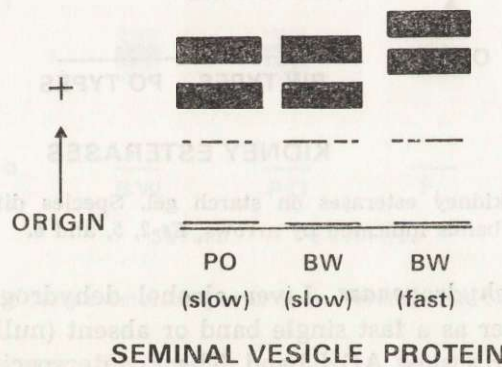 +
ORIGIN
PO BW BW
(slow) (slow) (fast)
SEMINAL VESICLE PROTEIN